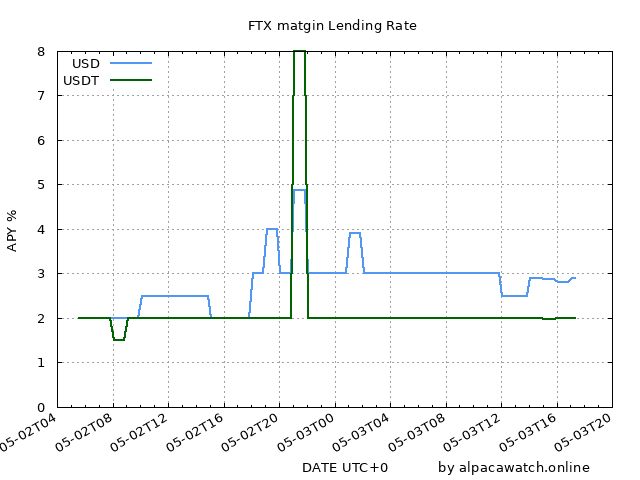 FTX matgin Lending Rate
8
USD
USDT
7
6
5
4
3
2
1
0
APY %
05-02T04
05-02T08
05-02T12
05-02T16
05-02T20
05-03T00
05-03T04
05-03T08
05-03T12
05-03T16
05-03T20
DATE UTC+0
by alpacawatch.online